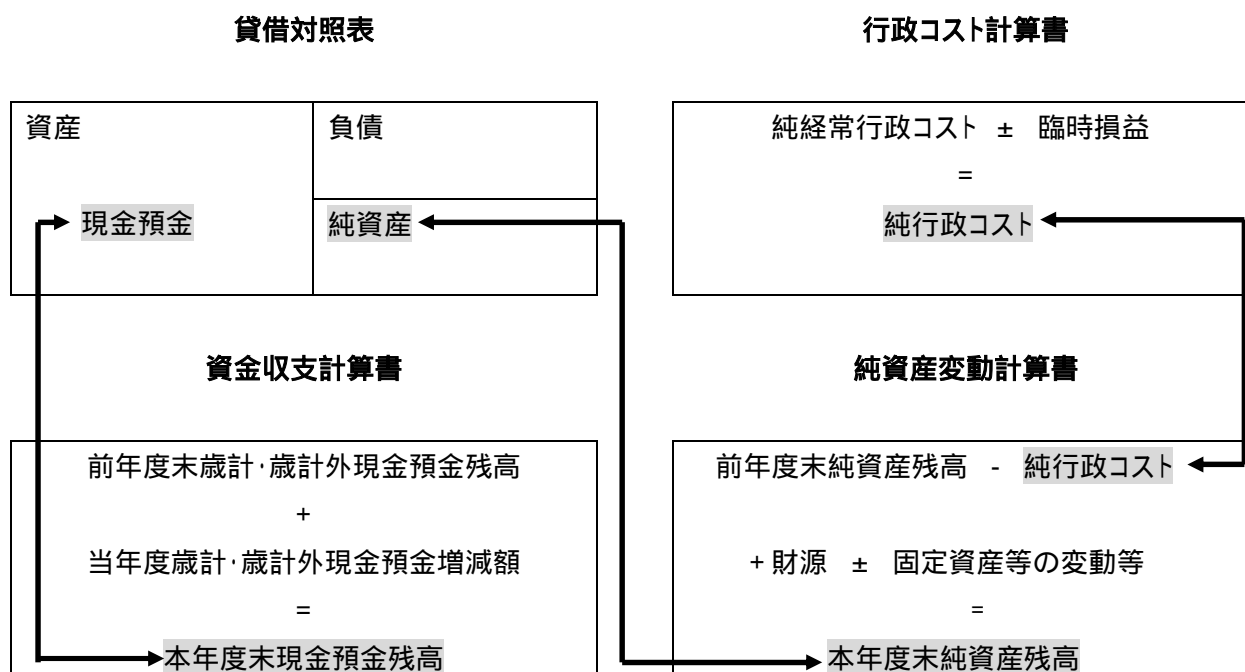 貸借対照表
資産
負債
現金預金
純資産
行政コスト計算書
純経常行政コスト ± 臨時損益
=
純行政コスト
資金収支計算書
前年度末歳計·歳計外現金預金残高
+
当年度歳計·歳計外現金預金増減額
=
本年度末現金預金残高
純資産変動計算書
前年度末純資産残高 - 純行政コスト
+財源 ± 固定資産等の変動等
=
本年度末純資産残高